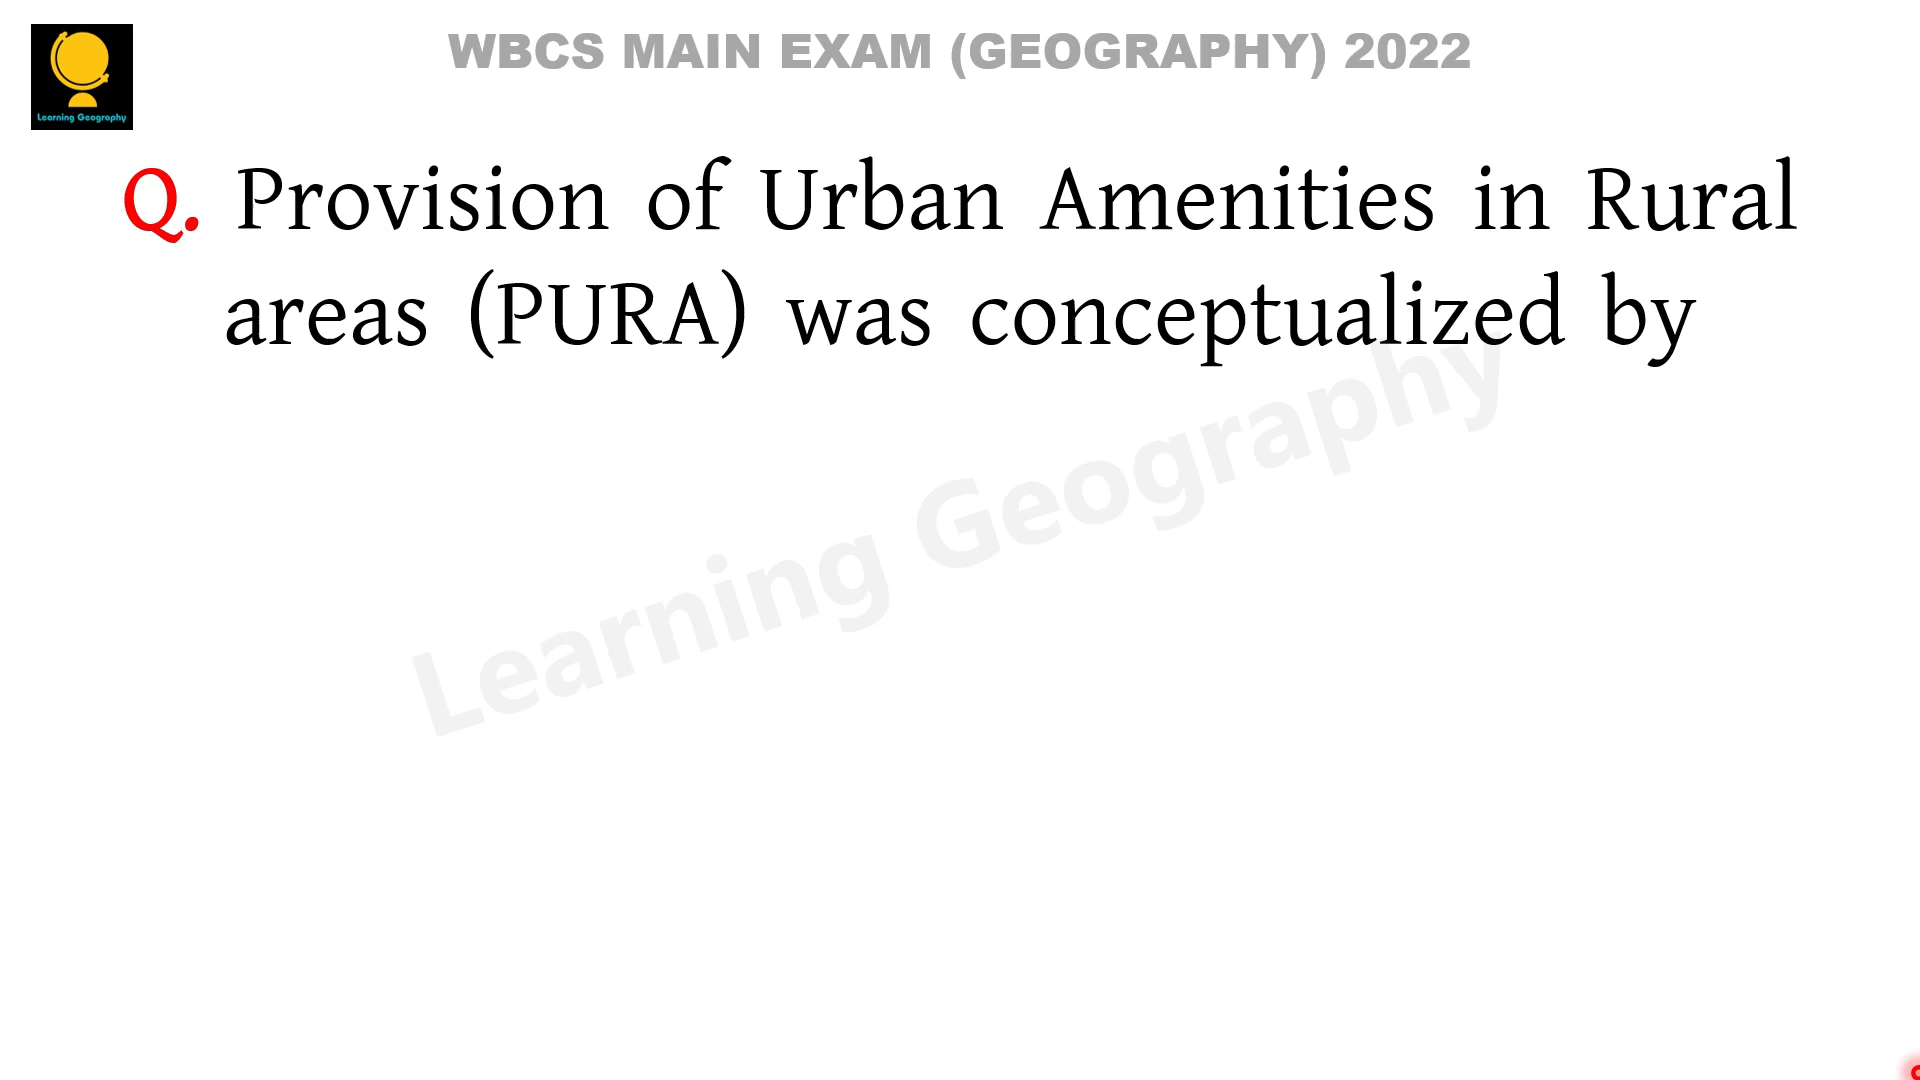 WBCS MAIN EXAM (GEOGRAPHY) 2022
Learning Geography
Q. Provision of Urban Amenities in Rural
areas (PURA) was conceptualized by
Learning Geography